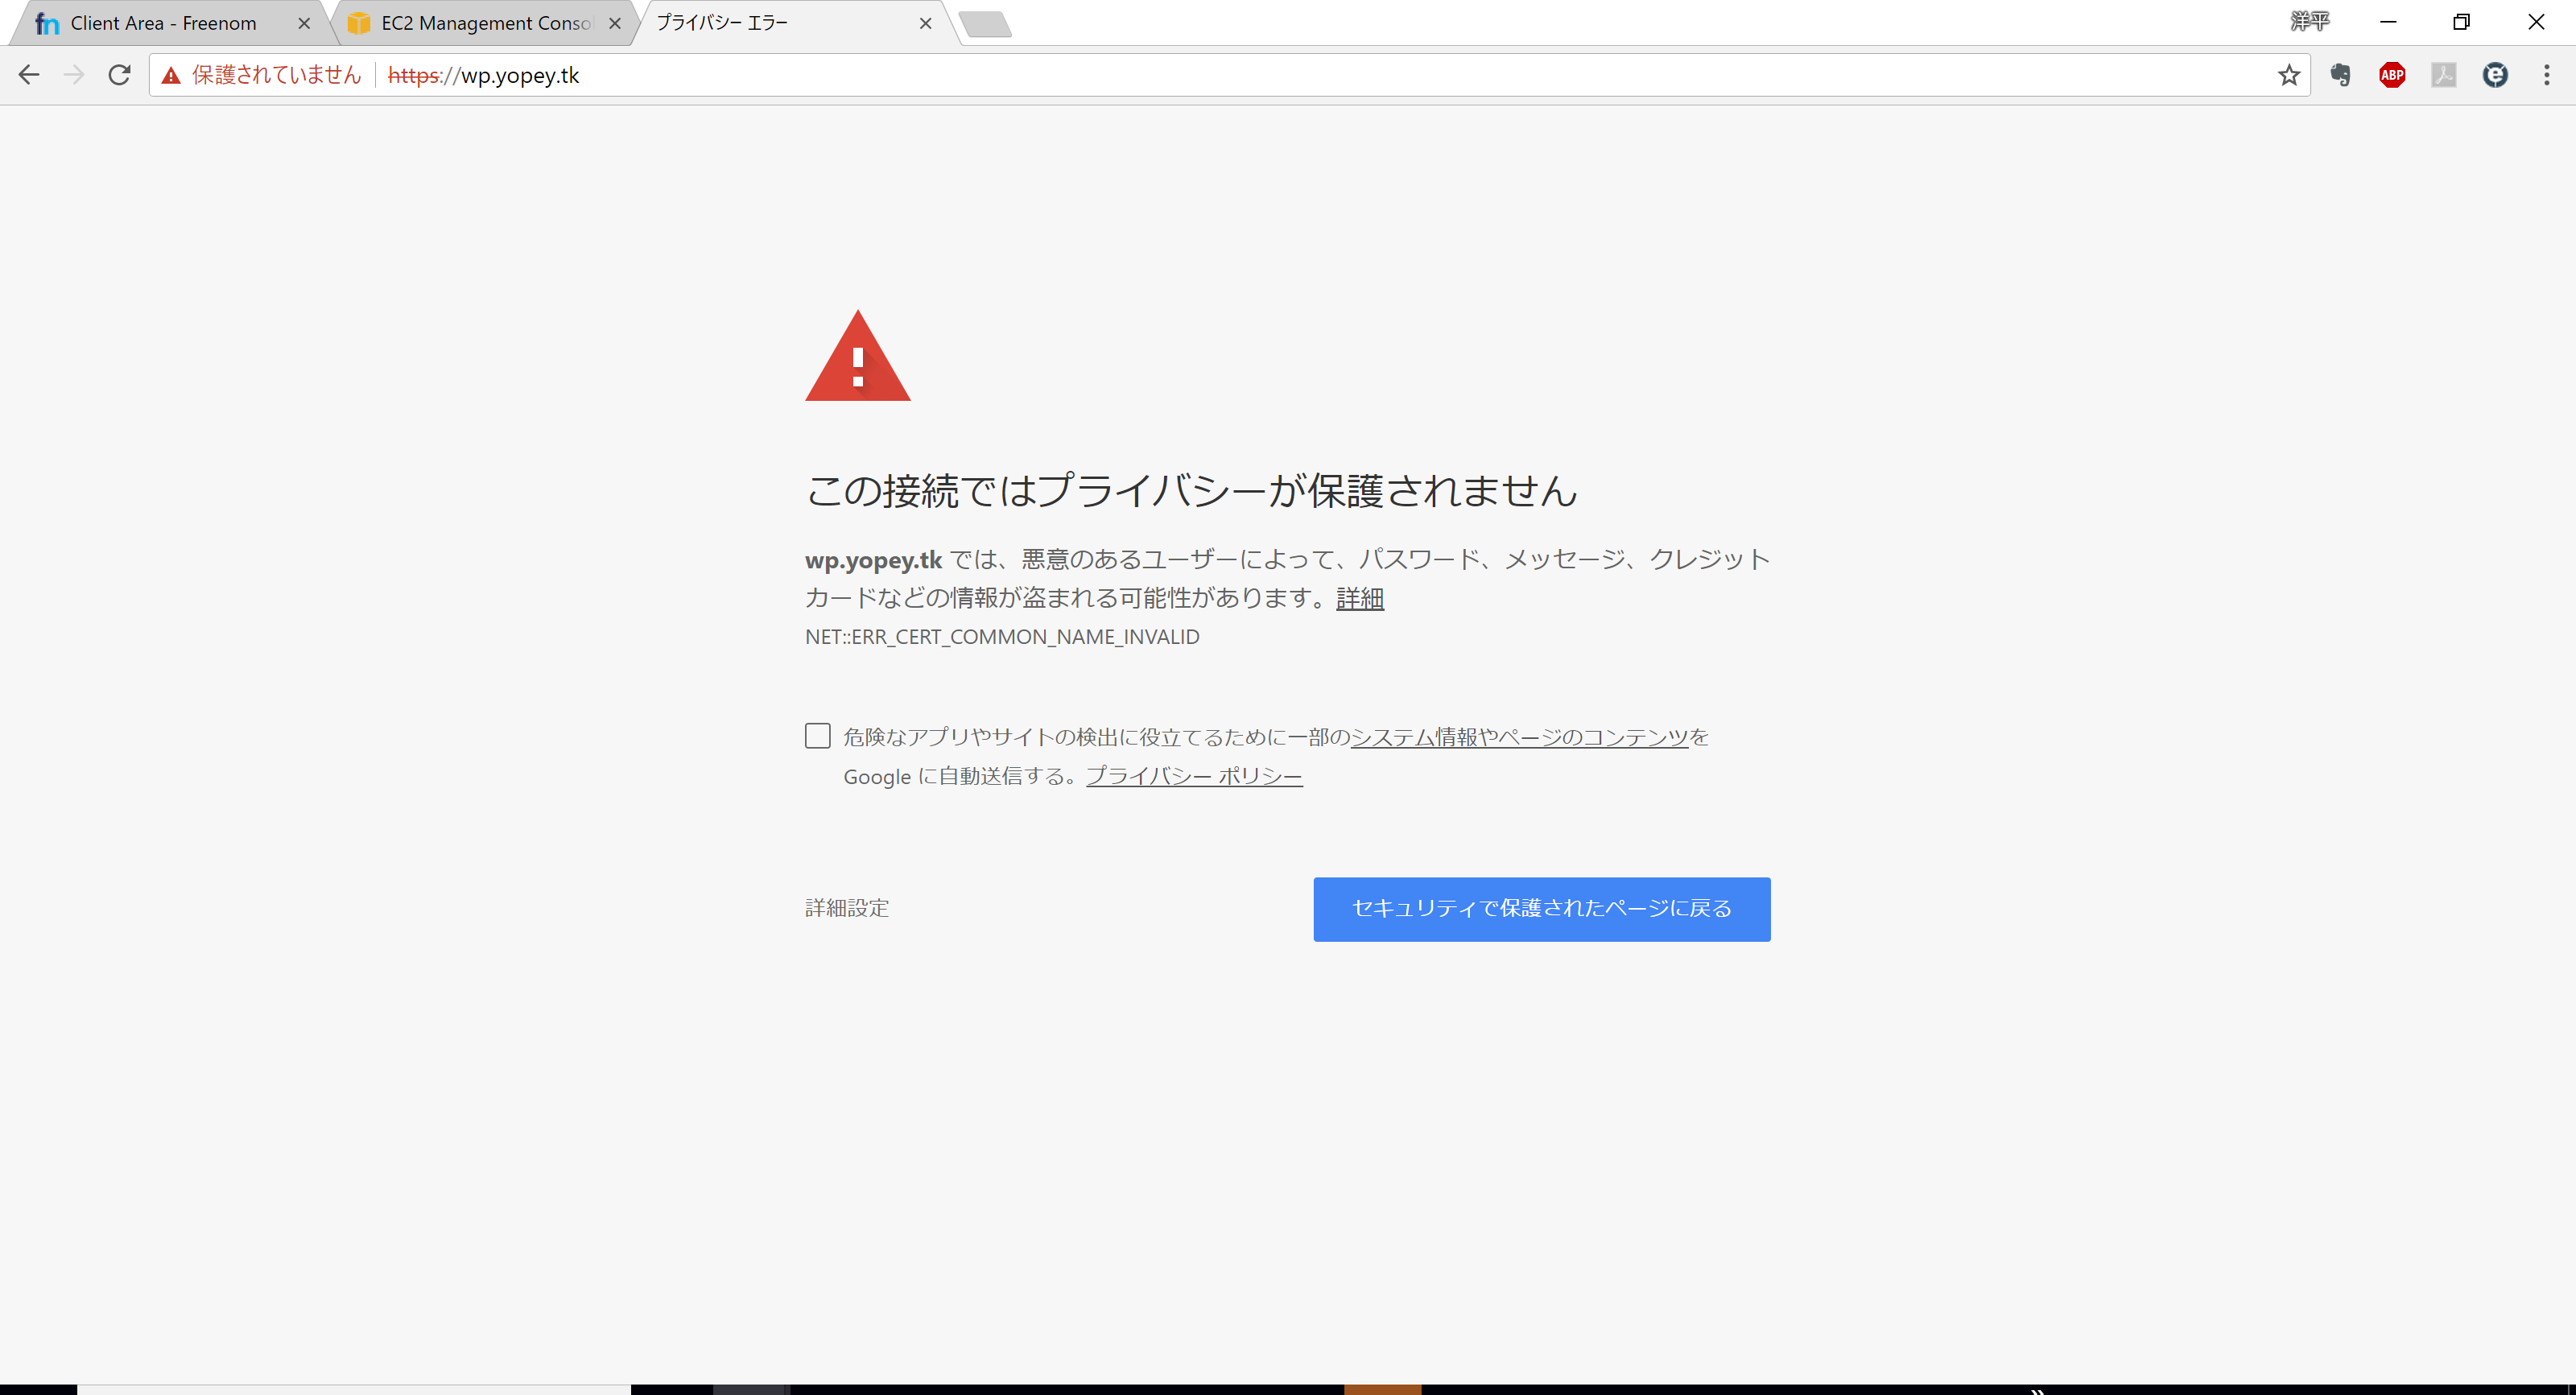 fn Client Area - Freenom
EC2 Management Conso
プライバシー エラー
洋平
保護されていません
https://wp.yopey.tk
ABP
この接続ではプライバシーが保護されません
wp.yopey.tk では、悪意のあるユーザーによって、パスワード、メッセージ、クレジット
カードなどの情報が盗まれる可能性があります。詳細
NET::ERR_CERT_COMMON_NAME_INVALID
危険なアプリやサイトの検出に役立てるために一部のシステム情報やページのコンテンツを
Google に自動送信する。プライバシー ポリシー
詳細設定
セキュリティで保護されたページに戻る